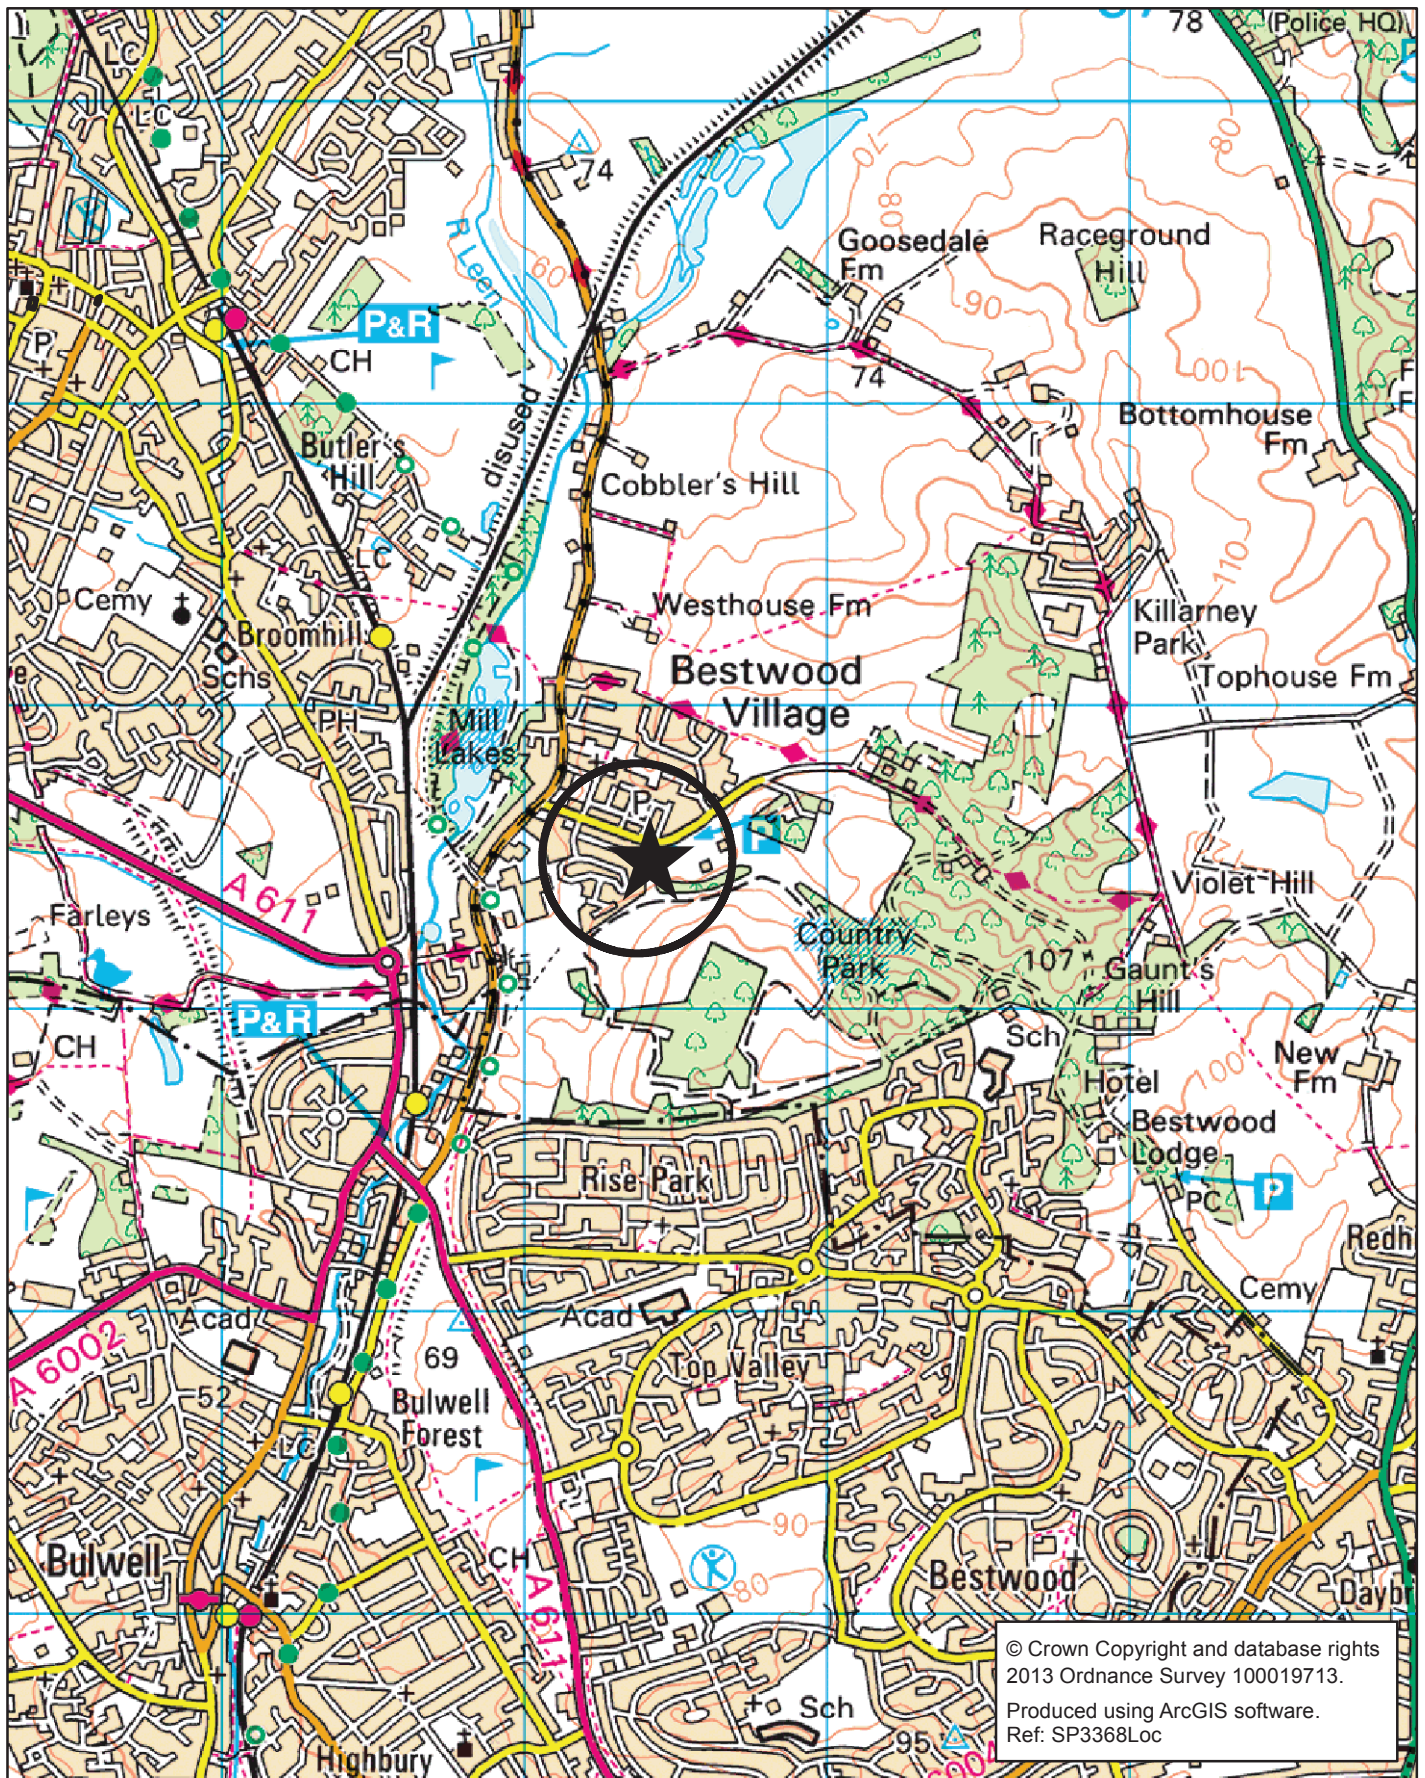 78
(Police HQ)
LC
LC
74
70
80
80
R Leen
60
Goosedale
Fm
Raceground
Hill
90
P&R
CH
P
74
100
disused
Bottomhouse
Fm
Butler's
Hill
Cobbler's Hill
LC
110
Cemy
Westhouse Fm
Killarney
Park
Broomhill
Schs
Bestwood
Village
Tophouse Fm
PH
Mill
Lakes
P
P
A 611
Violet Hill
Farleys
Country
Park
107
Gaunt's
Hill
P&R
CH
Sch
New
Fm
100
Hotel
Bestwood
Lodge
Rise Park
P
PC
Redh
Cemy
Acad
Acad
A 6002
69
Top Valley
52
Bulwell
Forest
LC
90
Bulwell
CH
80
Bestwood
Daybr
A 611
© Crown Copyright and database rights
2013 Ordnance Survey 100019713.
Produced using ArcGIS software.
Ref: SP3368Loc
Sch
95
Highbury